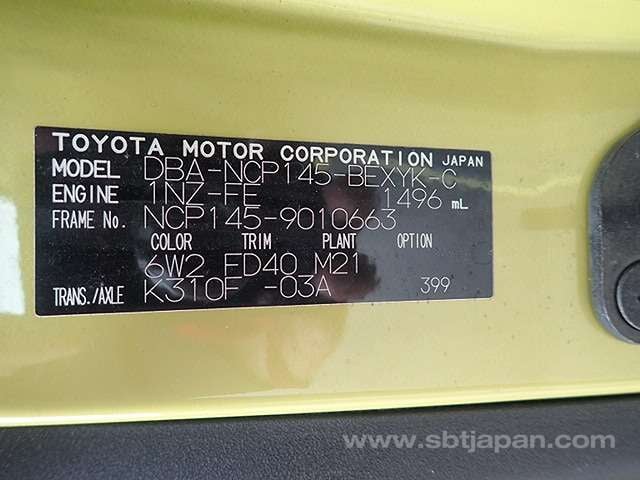 TOYOTA MOTOR CORPORATION JAPAN
MODEL DBA-NCP145-BEXYK-C
ENGINE 1NZ-FE 1496 mL
FRAME No. NCP145-9010663
COLOR TRIM PLANT OPTION
6W2 FD40 M21
TRANS./AXLE K310F -03A 399
www.sbtjapan.com